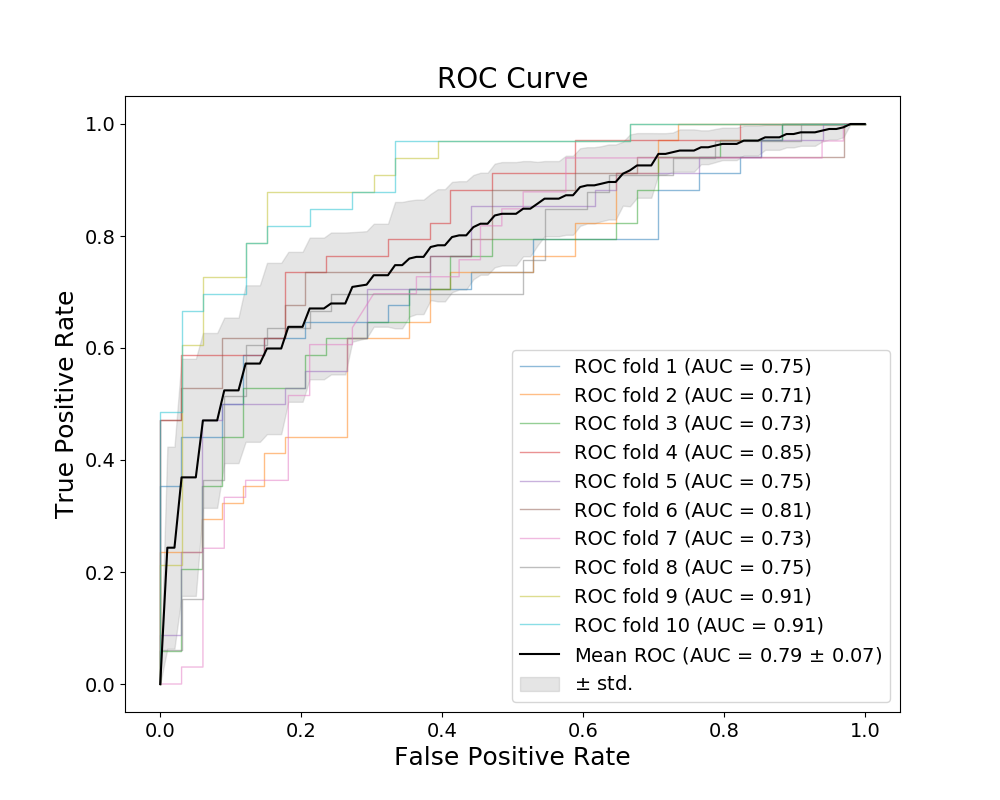 ROC Curve
True Positive Rate
1.0
0.8
0.6
0.4
0.2
0.0
ROC fold 1 (AUC = 0.75)
ROC fold 2 (AUC = 0.71)
ROC fold 3 (AUC = 0.73)
ROC fold 4 (AUC = 0.85)
ROC fold 5 (AUC = 0.75)
ROC fold 6 (AUC = 0.81)
ROC fold 7 (AUC = 0.73)
ROC fold 8 (AUC = 0.75)
ROC fold 9 (AUC = 0.91)
ROC fold 10 (AUC = 0.91)
Mean ROC (AUC = 0.79 ± 0.07)
± std.
0.0 0.2 0.4 0.6 0.8 1.0
False Positive Rate